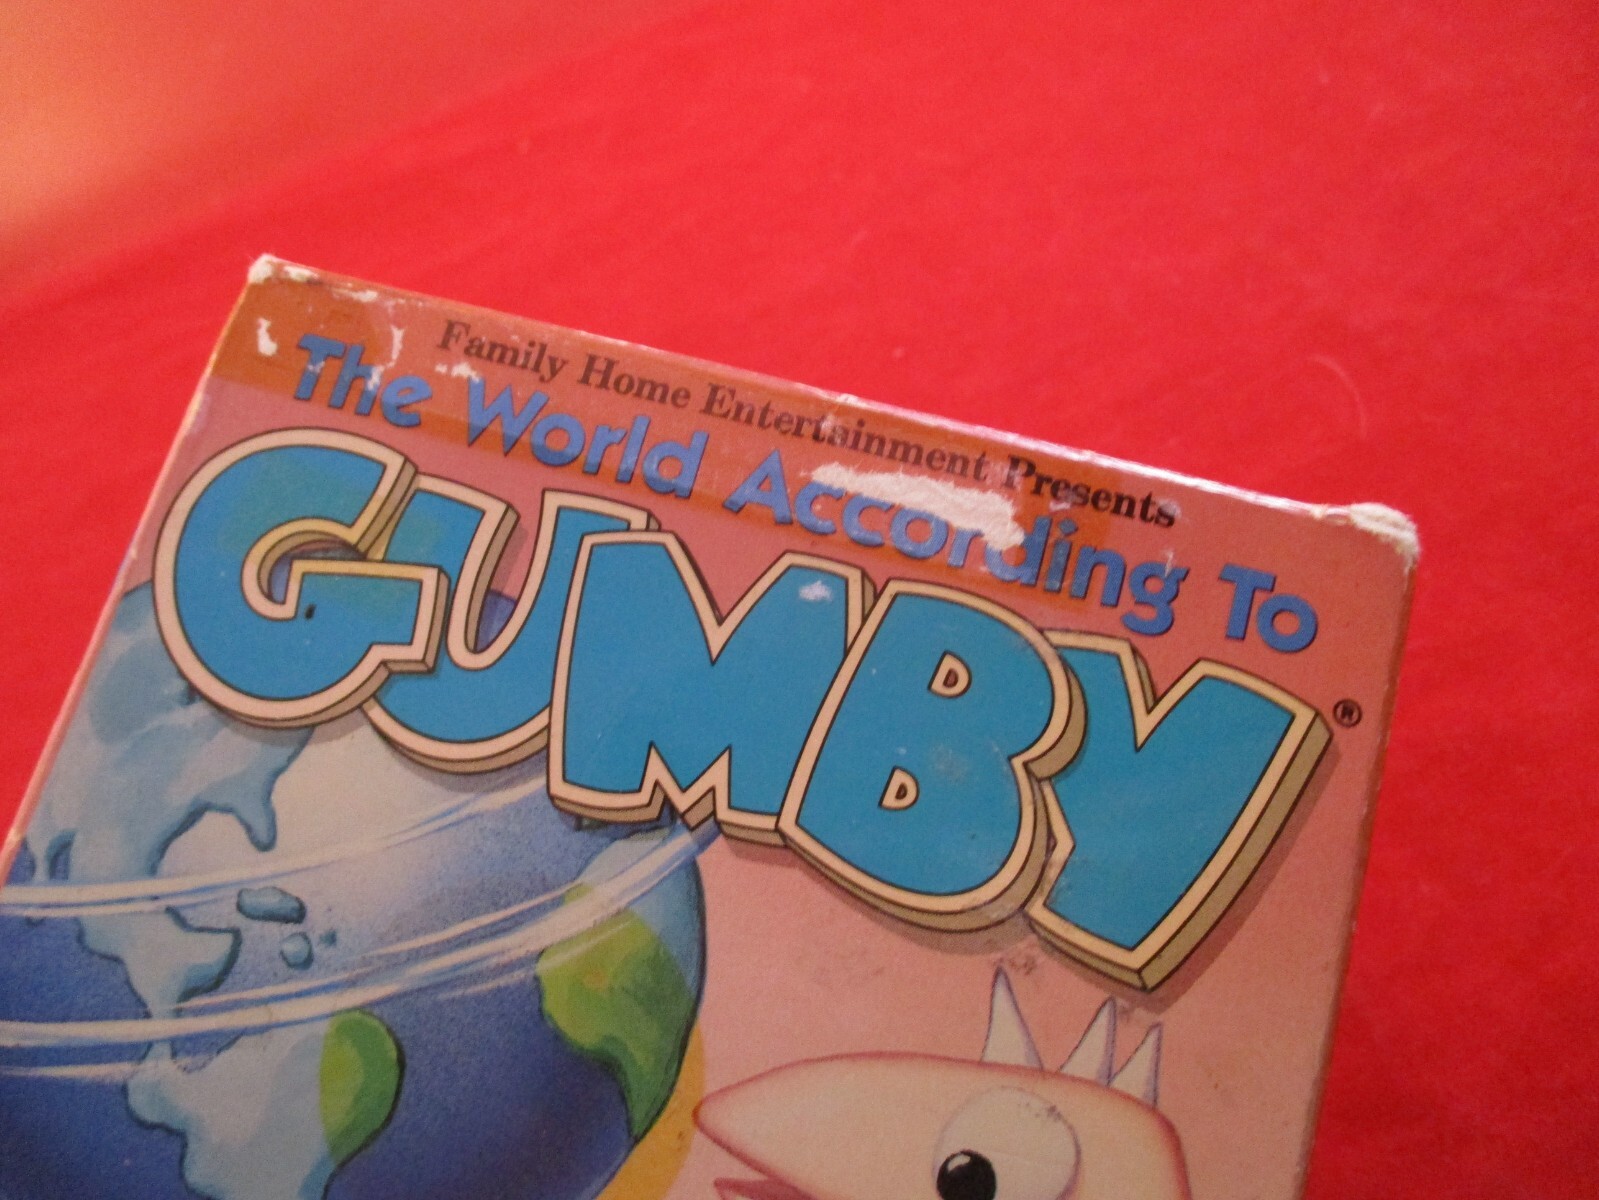 Family Home Entertainment Presents
The World According To
GUMBY®